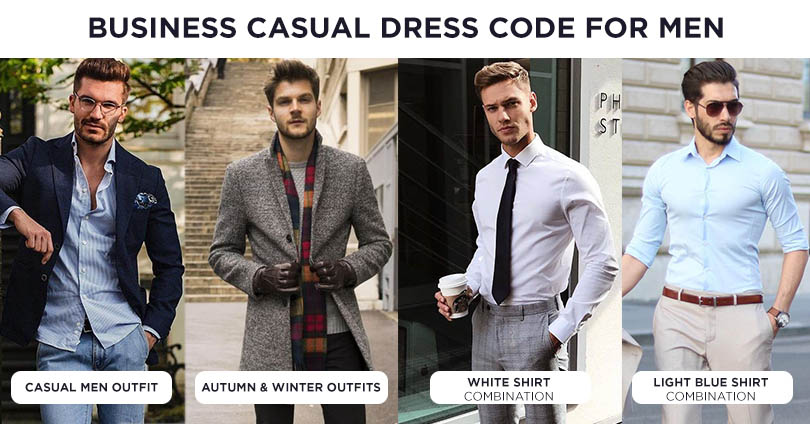 BUSINESS CASUAL DRESS CODE FOR MEN
CASUAL MEN OUTFIT
AUTUMN & WINTER OUTFITS
PH
ST
WHITE SHIRT
COMBINATION
LIGHT BLUE SHIRT
COMBINATION